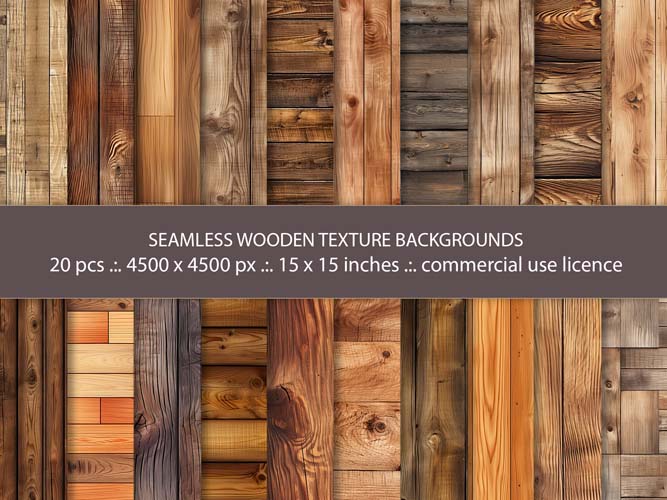 SEAMLESS WOODEN TEXTURE BACKGROUNDS
20 pcs .:. 4500 x 4500 px .:. 15 x 15 inches .:. commercial use licence